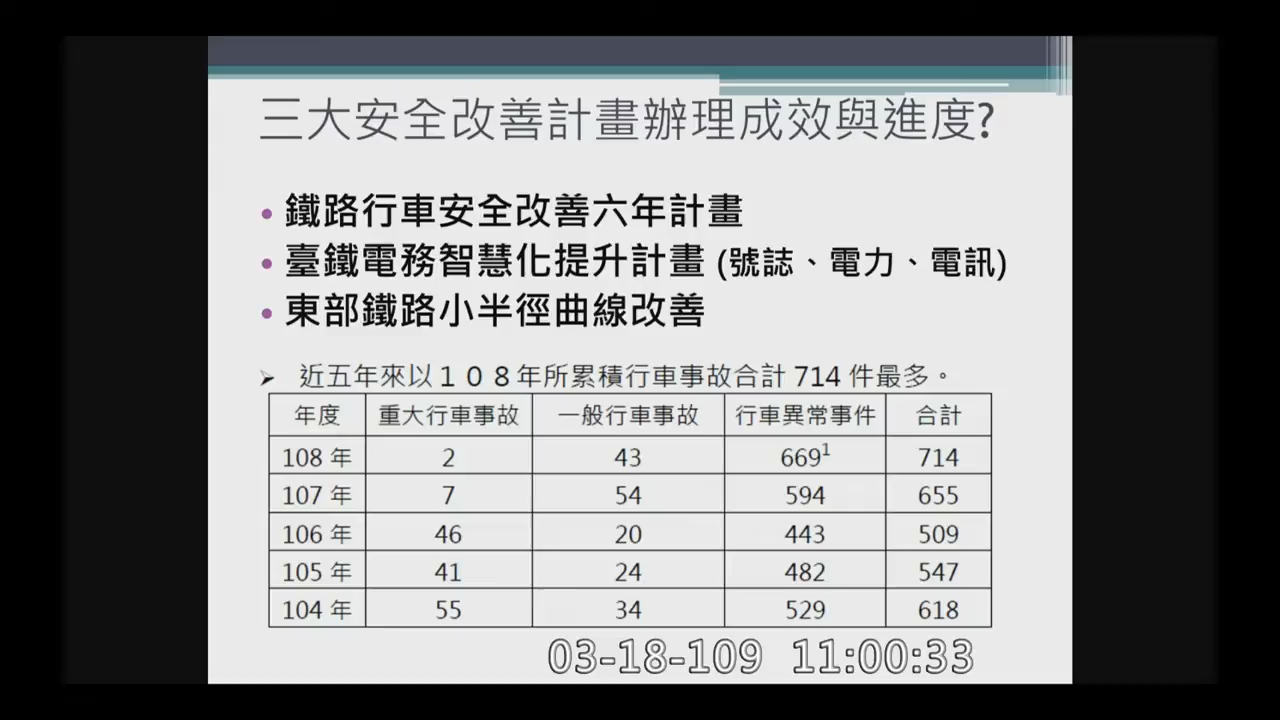 三大安全改善計畫辦理成效與進度?
• 鐵路行車安全改善六年計畫
• 臺鐵電務智慧化提升計畫 (號誌、電力、電訊)
• 東部鐵路小半徑曲線改善
➢ 近五年來以１０８年所累積行車事故合計 714 件最多。
年度 重大行車事故 一般行車事故 行車異常事件 合計
108 年 2 43 669¹ 714
107 年 7 54 594 655
106 年 46 20 443 509
105 年 41 24 482 547
104 年 55 34 529 618
03-18-109 11:00:33